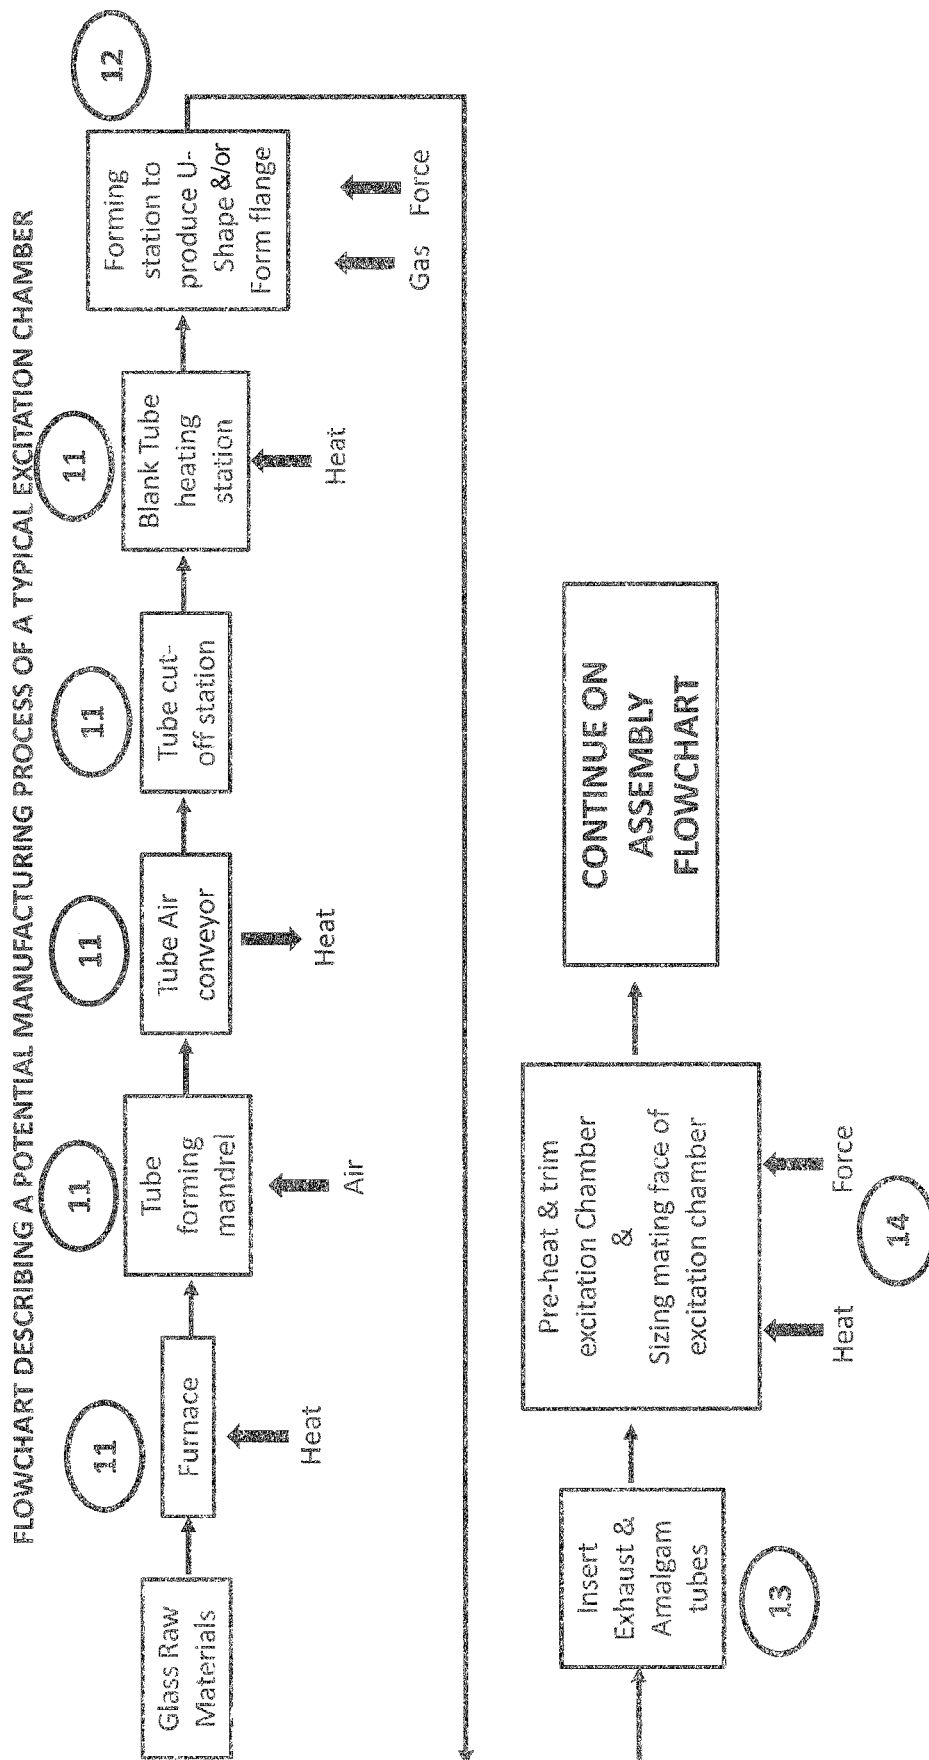 FLOWCHART DESCRIBING A POTENTIAL MANUFACTURING PROCESS OF A TYPICAL EXCITATION CHAMBER
Glass Raw
Materials
11
Furnace
Heat
11
Tube
forming
mandrel
Air
11
Tube Air
conveyor
Heat
11
Tube cut-
off station
11
Blank Tube
heating
station
Heat
12
Forming
station to
produce U-
Shape &/or
Form flange
Gas
Force
Insert
Exhaust &
Amalgam
tubes
13
Pre-heat & trim
excitation Chamber
&
Sizing mating face of
excitation chamber
Heat
Force
14
CONTINUE ON
ASSEMBLY
FLOWCHART